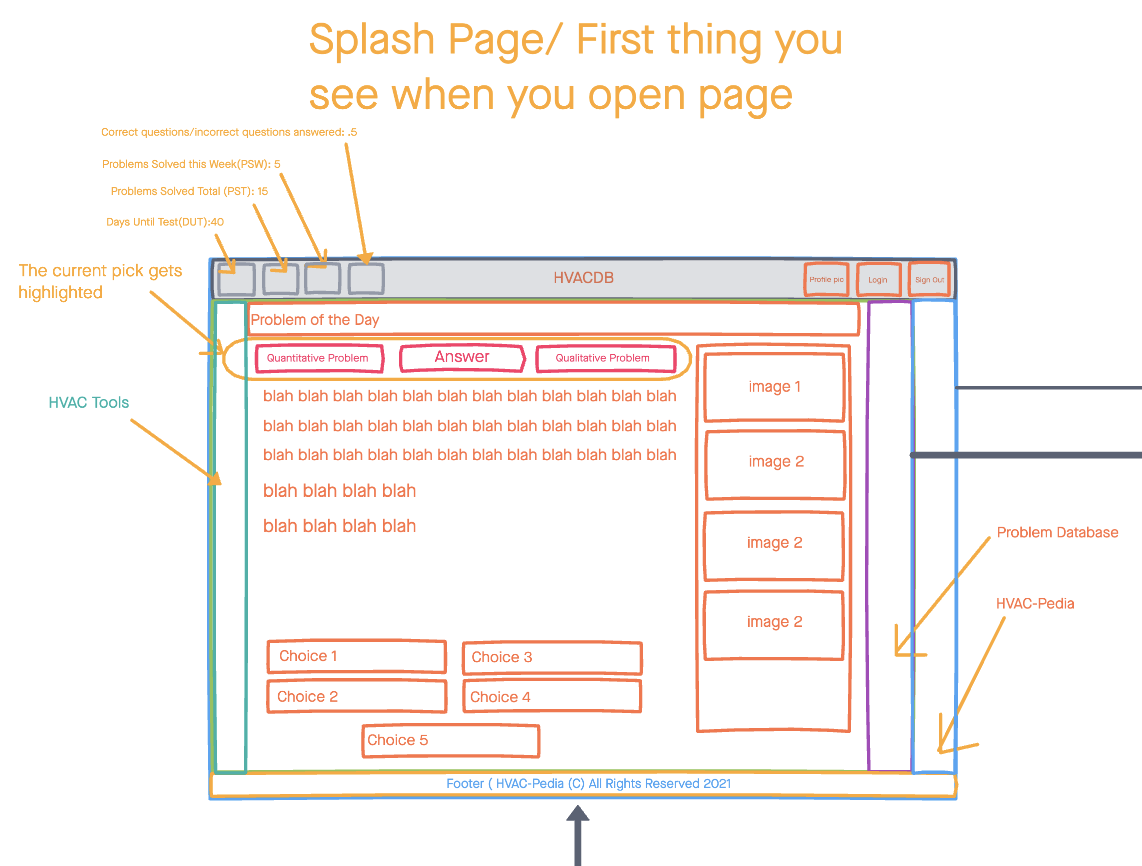 Splash Page/ First thing you
see when you open page
Correct questions/incorrect questions answered: .5
Problems Solved this Week(PSW): 5
Problems Solved Total (PST): 15
Days Until Test(DUT):40
The current pick gets
highlighted
HVACDB
Profile pic
Login
Sign Out
Problem of the Day
Quantitative Problem
Answer
Qualitative Problem
HVAC Tools
blah blah blah blah blah blah blah blah blah blah blah blah
blah blah blah blah blah blah blah blah blah blah blah blah
blah blah blah blah blah blah blah blah blah blah blah blah
blah blah blah blah
blah blah blah blah
image 1
image 2
image 2
image 2
Problem Database
HVAC-Pedia
Choice 1
Choice 3
Choice 2
Choice 4
Choice 5
Footer ( HVAC-Pedia (C) All Rights Reserved 2021